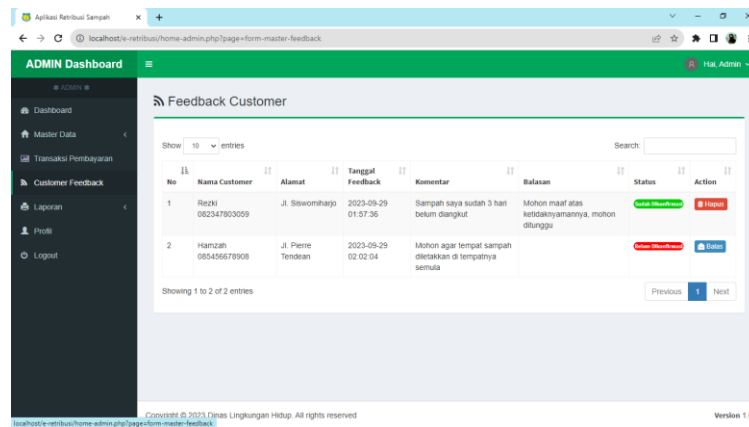 Aplikasi Retribusi Sampah
localhost/e-retribusi/home-admin.php?page=form-master-feedback
ADMIN Dashboard
Hai, Admin
ADMIN
Dashboard
Master Data
Transaksi Pembayaran
Customer Feedback
Laporan
Profil
Logout
Feedback Customer
Show 10 entries
Search:
No Nama Customer Alamat Tanggal Feedback Komentar Balasan Status Action
1 Rezki Jl. Siswomiharjo 2023-09-29 Sampah saya sudah 3 hari Mohon maaf atas Sudah Dikonfirmasi Hapus
082347803059 01:57:36 belum diangkut ketidaknyamannya, mohon
ditunggu
2 Hamzah Jl. Pierre 2023-09-29 Mohon agar tempat sampah Belum Dikonfirmasi Balas
085456678908 Tendean 02:02:04 diletakkan di tempatnya
semula
Showing 1 to 2 of 2 entries
Previous 1 Next
Copyright © 2023 Dinas Lingkungan Hidup. All rights reserved
Version 1
localhost/e-retribusi/home-admin.php?page=form-master-feedback